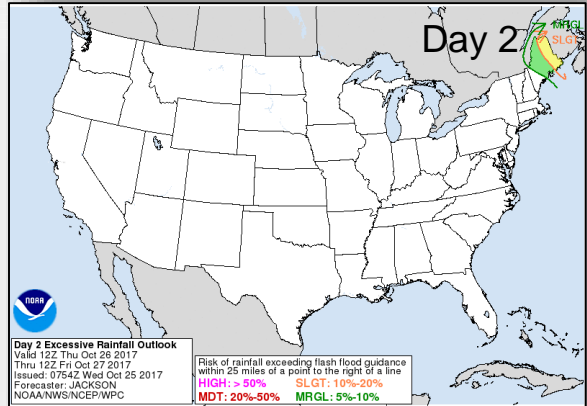 Day 2
MRGL
SLGT
NOAA
Day 2 Excessive Rainfall Outlook
Valid 12Z Thu Oct 26 2017
Thru 12Z Fri Oct 27 2017
Issued: 0754Z Wed Oct 25 2017
Forecaster: JACKSON
NOAA/NWS/NCEP/WPC
Risk of rainfall exceeding flash flood guidance
within 25 miles of a point to the right of a line
HIGH: > 50% SLGT: 10%-20%
MDT: 20%-50% MRGL: 5%-10%